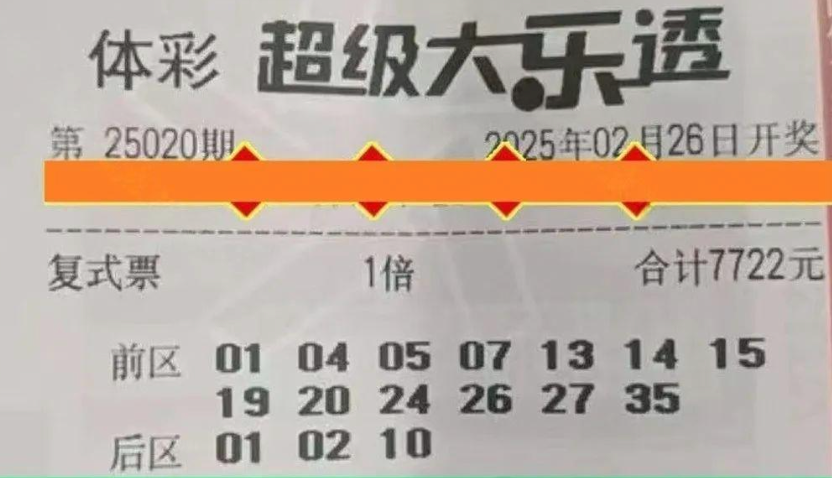 体彩 超级大乐透
第 25020期 2025年02月26日开奖
复式票 1倍 合计7722元
前区 01 04 05 07 13 14 15
19 20 24 26 27 35
后区 01 02 10